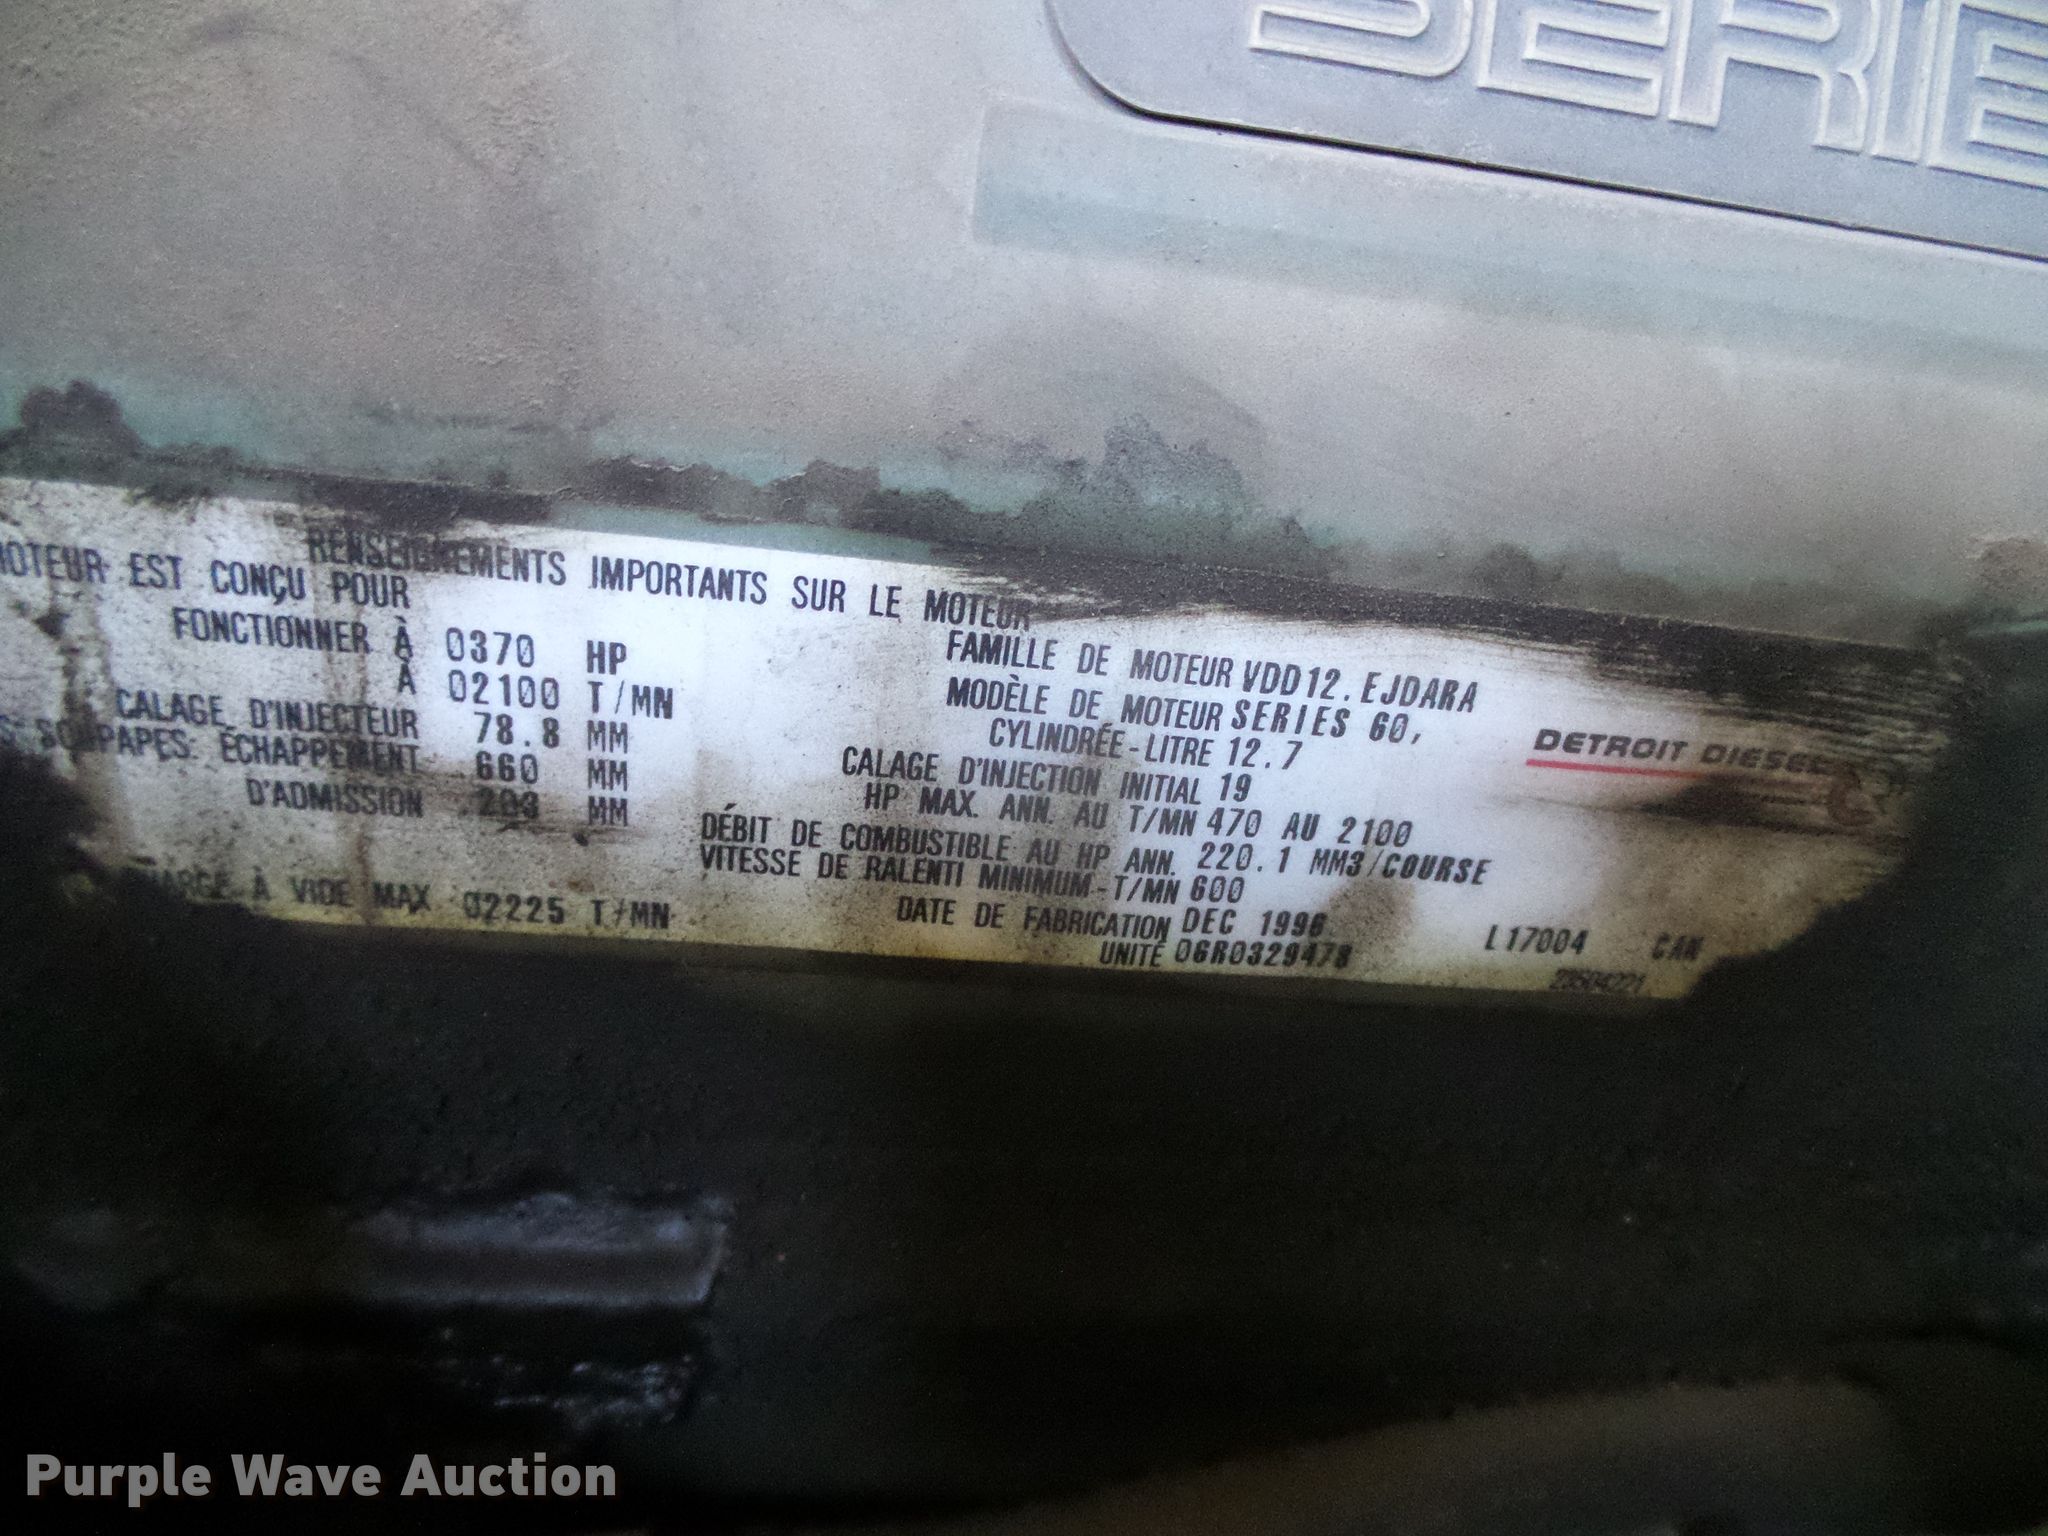 SERIE
RENSEIGNEMENTS IMPORTANTS SUR LE MOTEUR
MOTEUR EST CONÇU POUR
FONCTIONNER À 0370 HP
À 02100 T/MN
CALAGE D'INJECTEUR 78.8 MM
SOUPAPES: ÉCHAPPEMENT 660 MM
D'ADMISSION 203 MM
CHARGE À VIDE MAX 02225 T/MN
FAMILLE DE MOTEUR VDD12.EJDARA
MODÈLE DE MOTEUR SERIES 60,
CYLINDRÉE-LITRE 12.7
CALAGE D'INJECTION INITIAL 19
HP MAX. ANN. AU T/MN 470 AU 2100
DÉBIT DE COMBUSTIBLE AU HP ANN. 220.1 MM3/COURSE
VITESSE DE RALENTI MINIMUM-T/MN 600
DATE DE FABRICATION DEC 1996
UNITÉ 06R0329478
DETROIT DIESEL
L17004 CAN
23504221
Purple Wave Auction